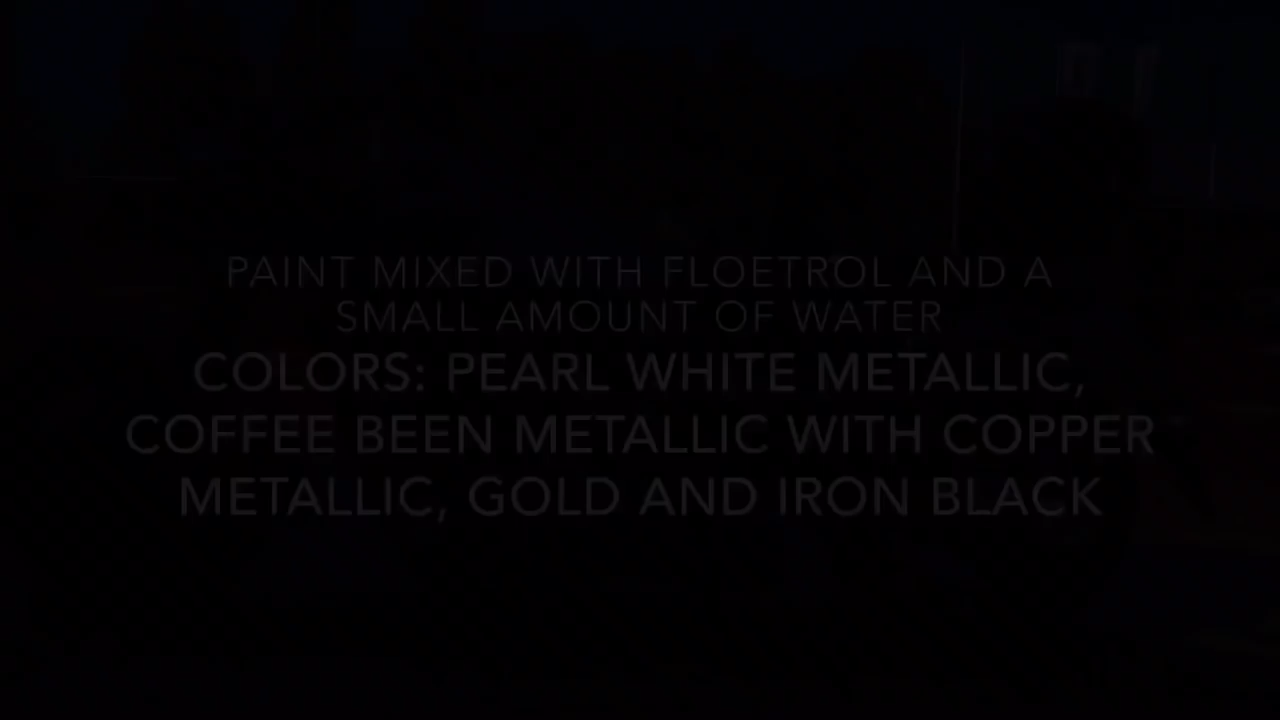 PAINT MIXED WITH FLOETROL AND A
SMALL AMOUNT OF WATER
COLORS: PEARL WHITE METALLIC,
COFFEE BEEN METALLIC WITH COPPER
METALLIC, GOLD AND IRON BLACK